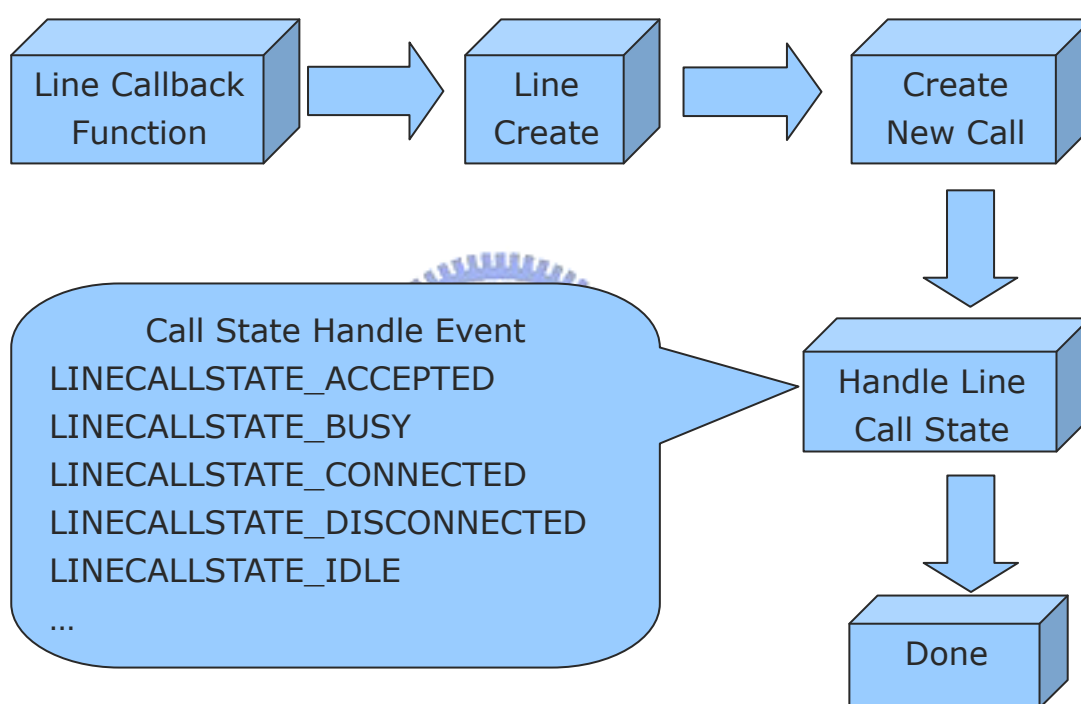 Line Callback
Function
Line
Create
Create
New Call
Call State Handle Event
LINECALLSTATE_ACCEPTED
LINECALLSTATE_BUSY
LINECALLSTATE_CONNECTED
LINECALLSTATE_DISCONNECTED
LINECALLSTATE_IDLE
...
Handle Line
Call State
Done